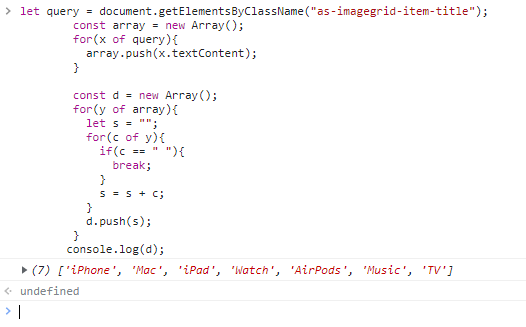 > let query = document.getElementsByClassName("as-imagegrid-item-title");
const array = new Array();
for(x of query){
array.push(x.textContent);
}
const d = new Array();
for(y of array){
let s = "";
for(c of y){
if(c == " "){
break;
}
s = s + c;
}
d.push(s);
}
console.log(d);
▶ (7) ['iPhone', 'Mac', 'iPad', 'Watch', 'AirPods', 'Music', 'TV']
<· undefined
>